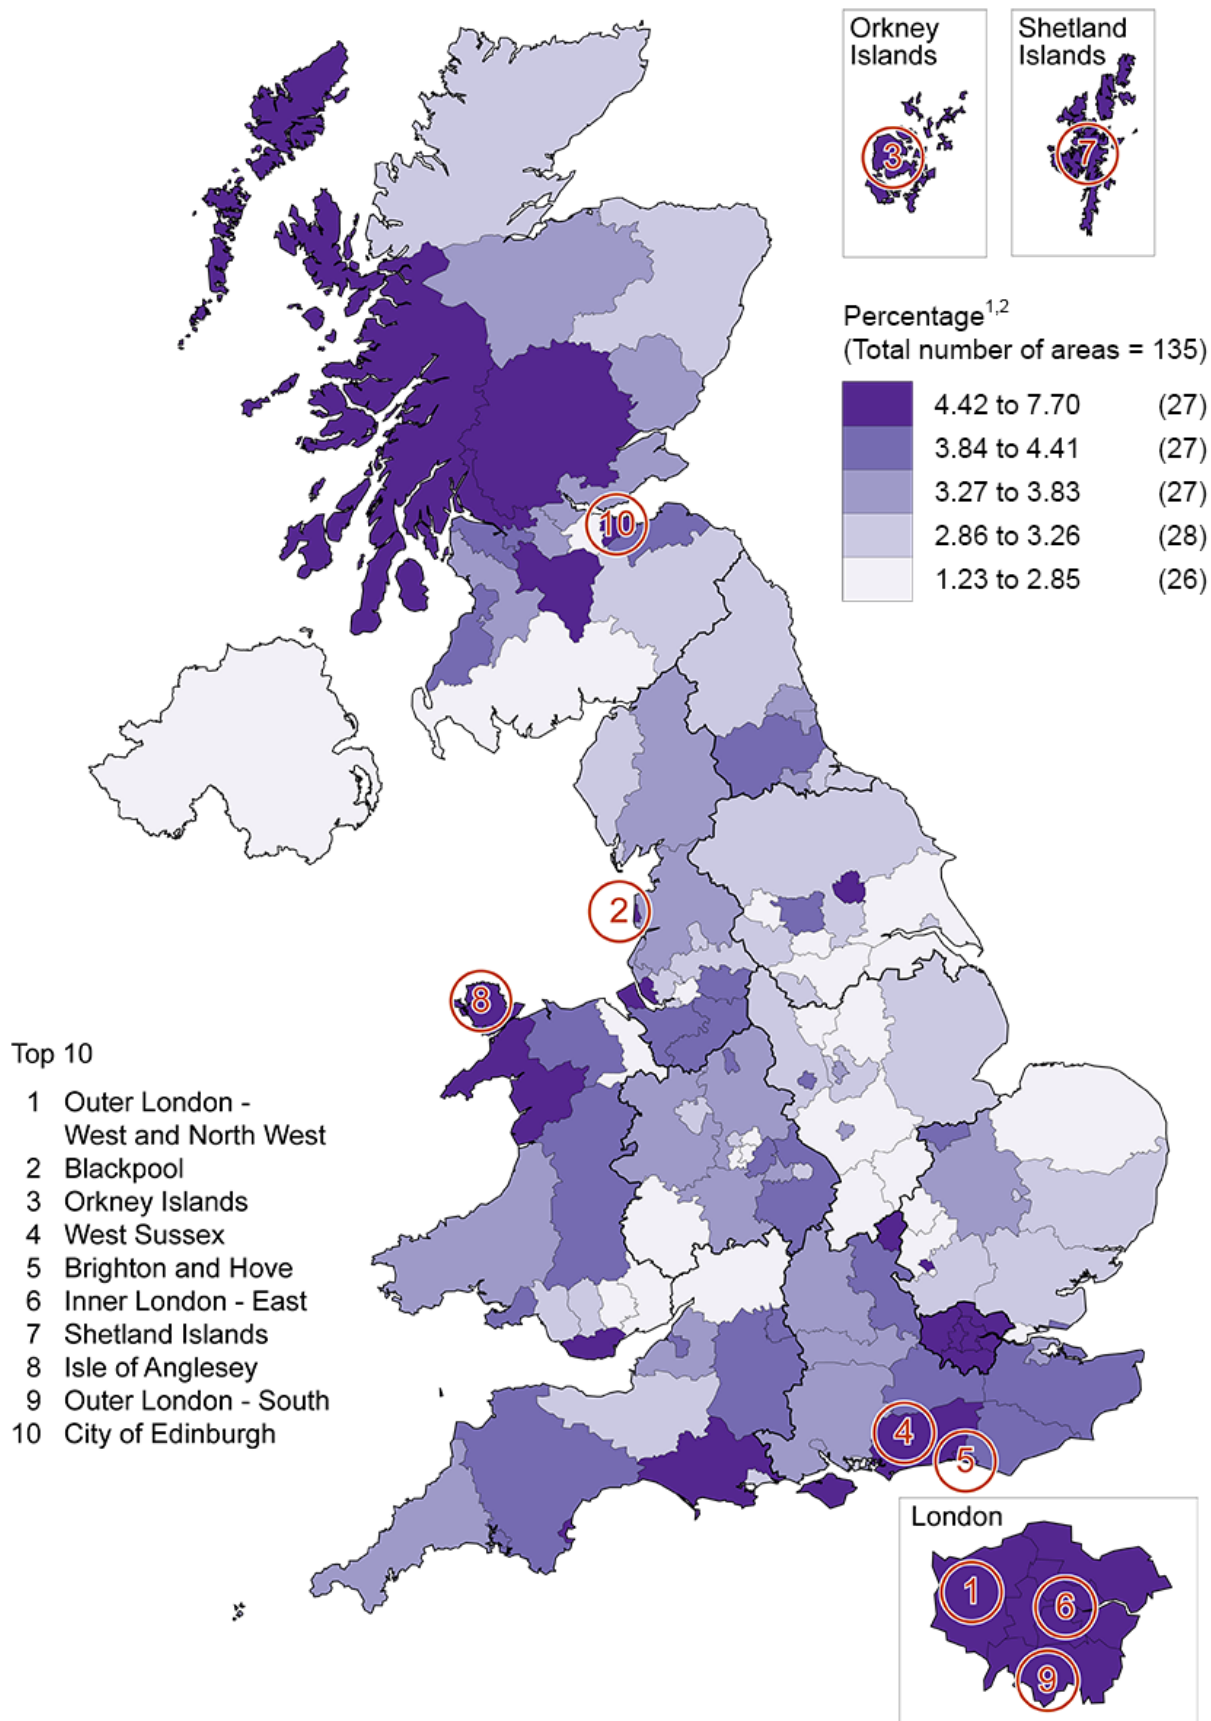 Orkney
Islands
Shetland
Islands
3
7
Percentage1,2
(Total number of areas = 135)
4.42 to 7.70 (27)
3.84 to 4.41 (27)
3.27 to 3.83 (27)
2.86 to 3.26 (28)
1.23 to 2.85 (26)
10
2
8
Top 10
1 Outer London -
West and North West
2 Blackpool
3 Orkney Islands
4 West Sussex
5 Brighton and Hove
6 Inner London - East
7 Shetland Islands
8 Isle of Anglesey
9 Outer London - South
10 City of Edinburgh
4
5
London
1
6
9